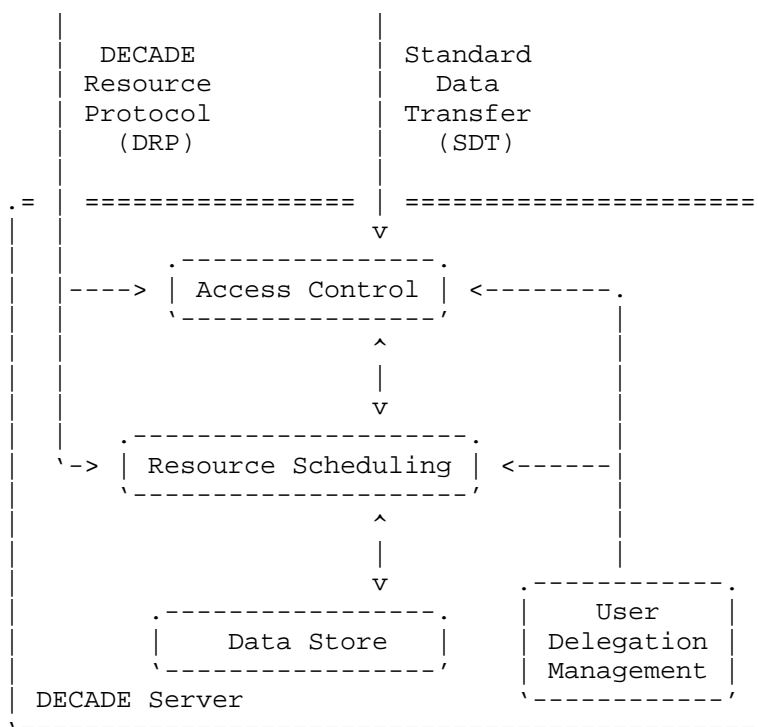 DECADE Standard
Resource Data
Protocol Transfer
(DRP) (SDT)
Access Control
Resource Scheduling
User
Data Store Delegation
Management
DECADE Server